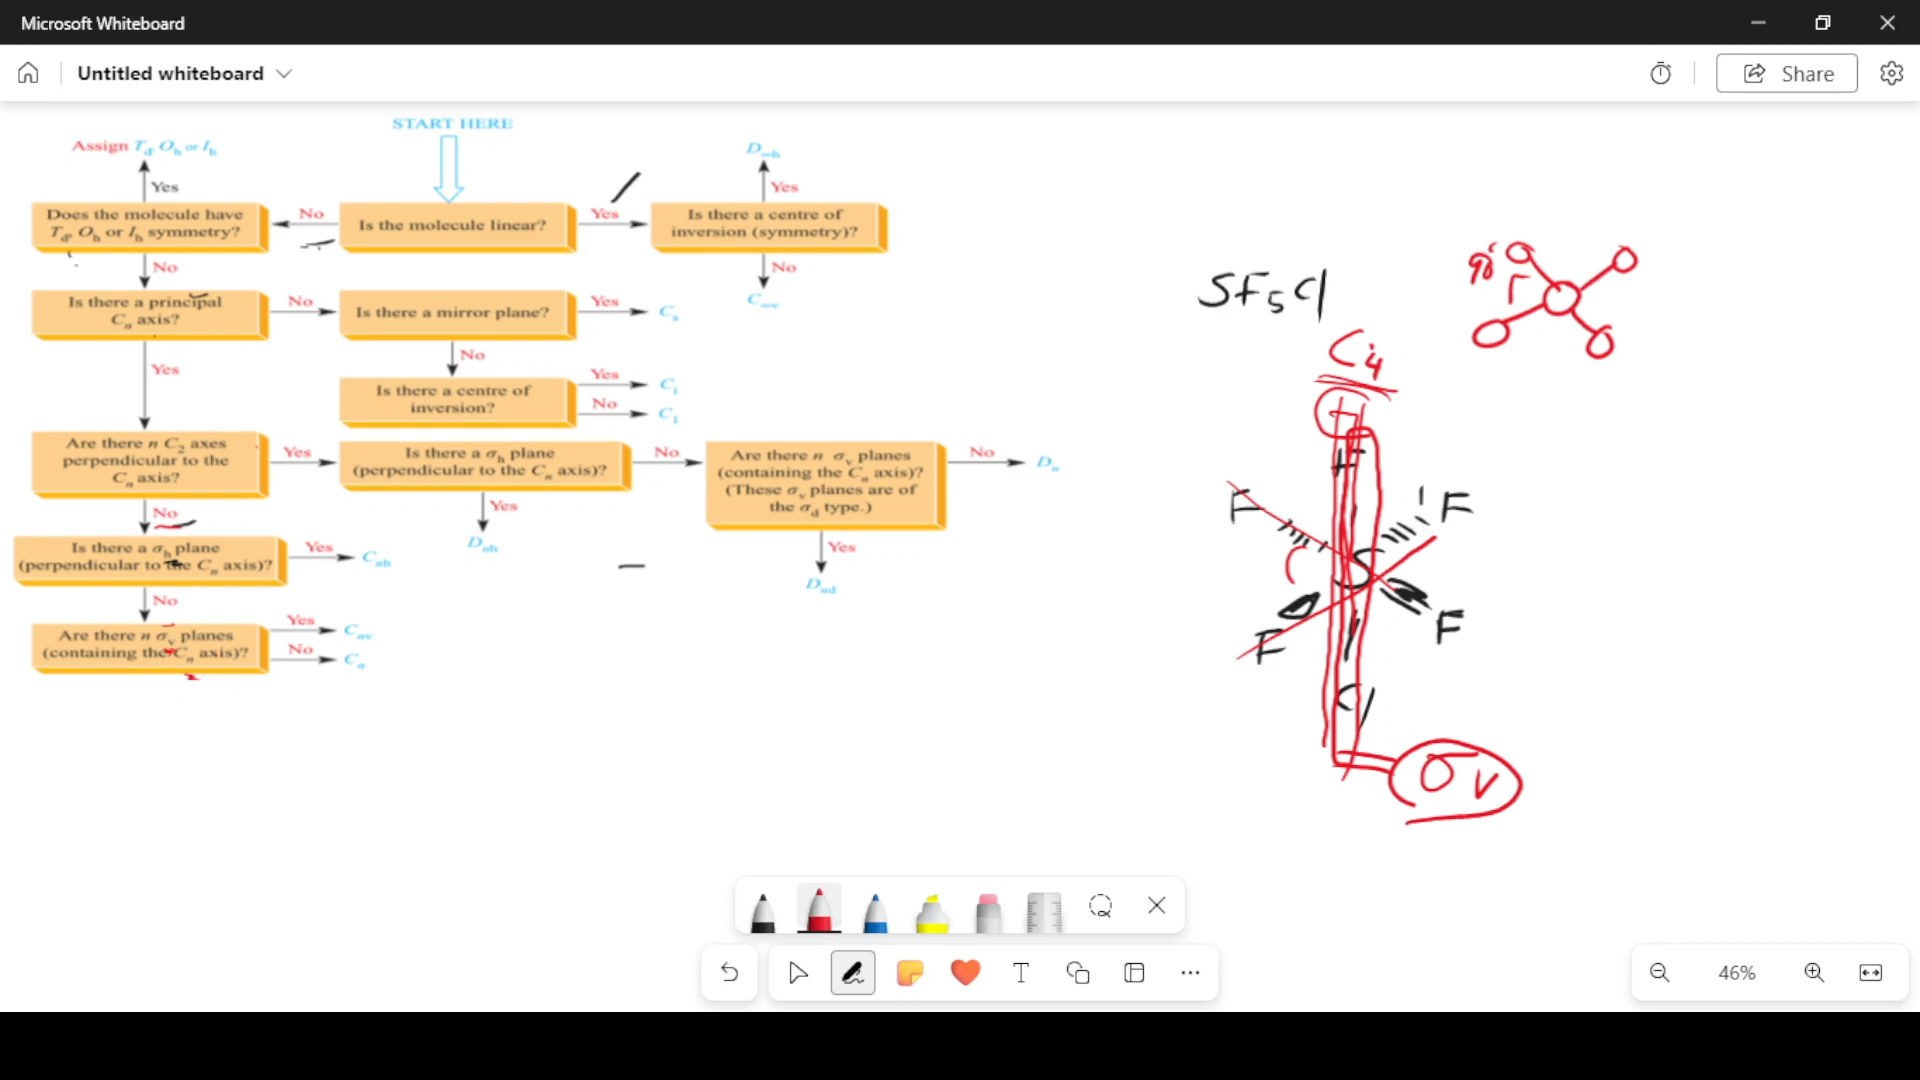 Microsoft Whiteboard
Untitled whiteboard
Share
START HERE
Assign T_d, O_h or I_h
Yes
D_∞h
Yes
Does the molecule have
T_d, O_h or I_h symmetry?
No
Is the molecule linear?
Yes
Is there a centre of
inversion (symmetry)?
No
No
C_∞v
Is there a principal
C_n axis?
No
Is there a mirror plane?
Yes
C_s
Yes
No
Is there a centre of
inversion?
Yes
C_i
No
C_1
Are there n C_2 axes
perpendicular to the
C_n axis?
Yes
Is there a σ_h plane
(perpendicular to the C_n axis)?
No
Are there n σ_v planes
(containing the C_n axis)?
(These σ_v planes are of
the σ_d type.)
No
D_n
No
Yes
D_nh
Yes
D_nd
Is there a σ_h plane
(perpendicular to the C_n axis)?
Yes
C_nh
No
Are there n σ_v planes
(containing the C_n axis)?
Yes
C_nv
No
C_n
SF5Cl
90°
C4
F
F
F
S
F
F
Cl
σv
46%